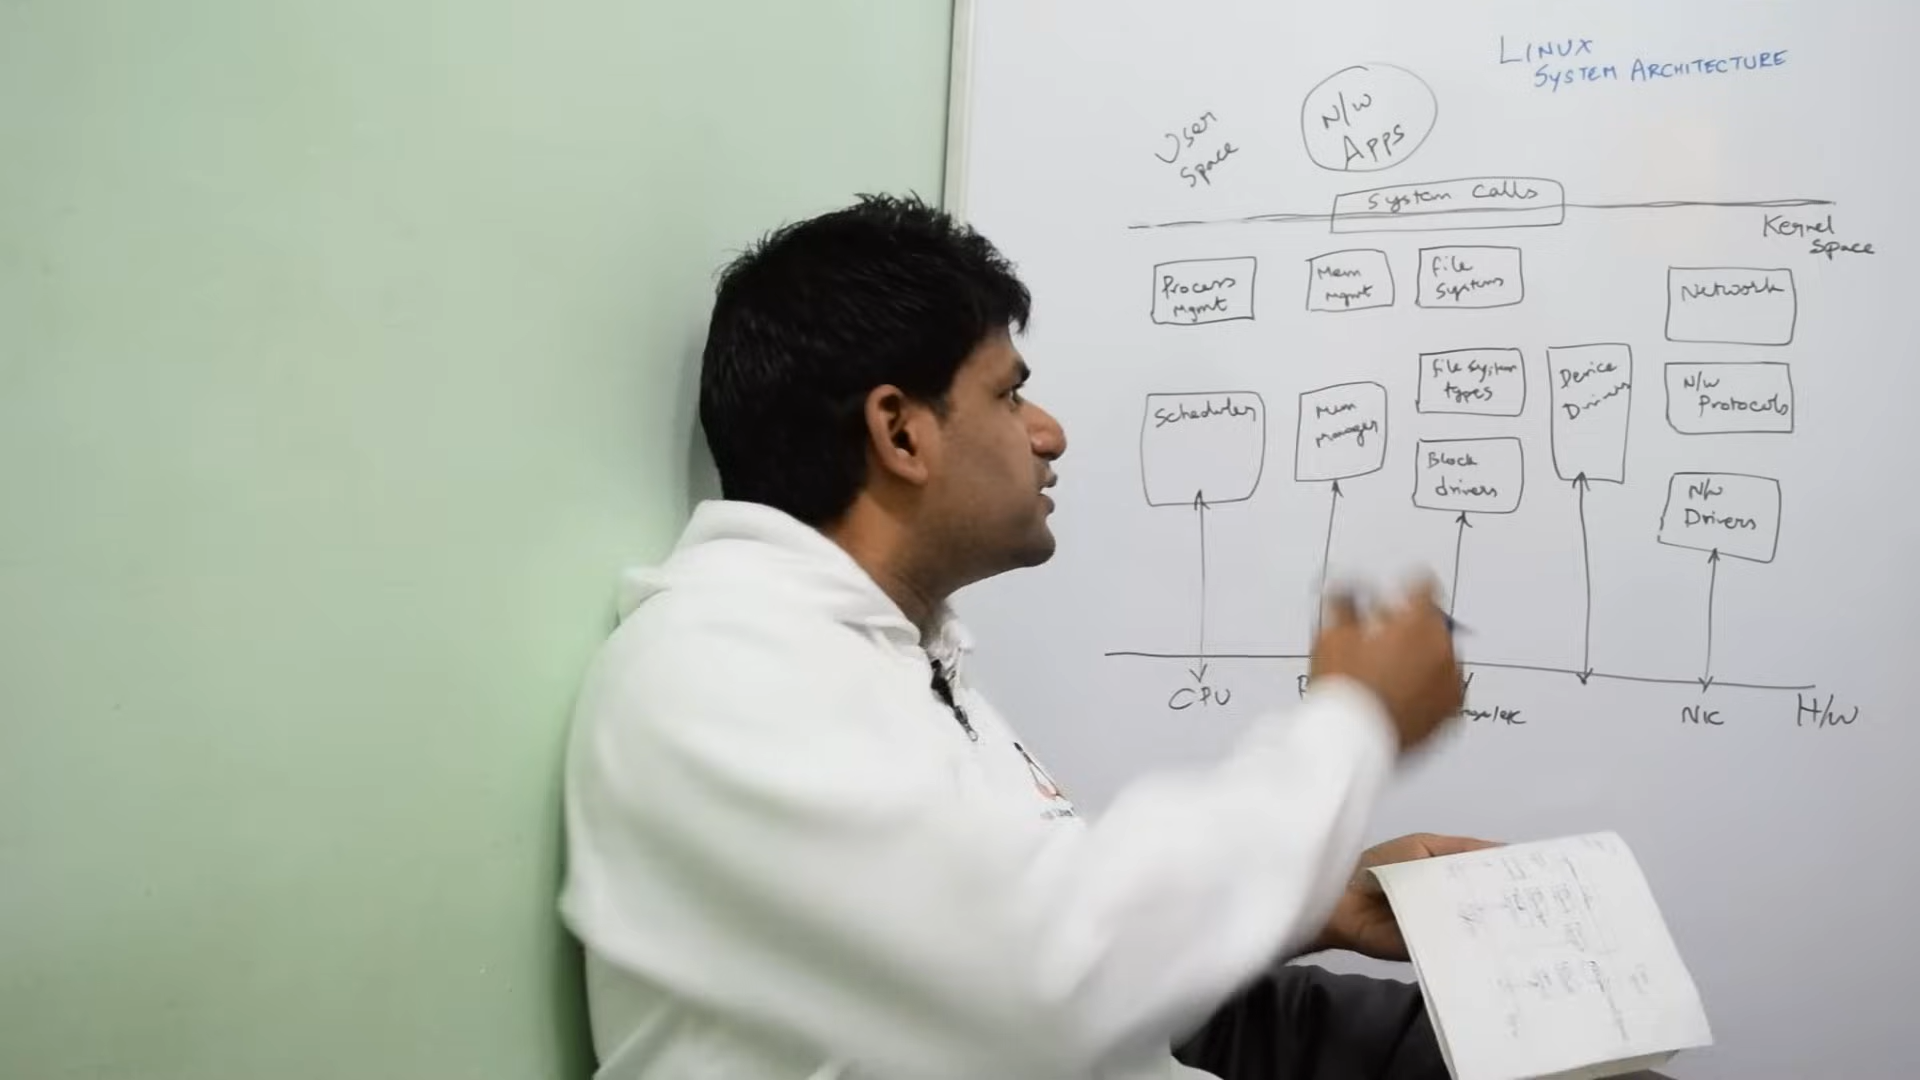 LINUX
SYSTEM ARCHITECTURE
N/W
APPS
User
Space
System Calls
Kernel
Space
Process
Mgmt
Mem
Mgmt
File
Systems
Network
File System
types
Device
Drivers
N/W
Protocols
Scheduler
Mem
Manager
Block
drivers
N/W
Drivers
CPU
NIC
H/W